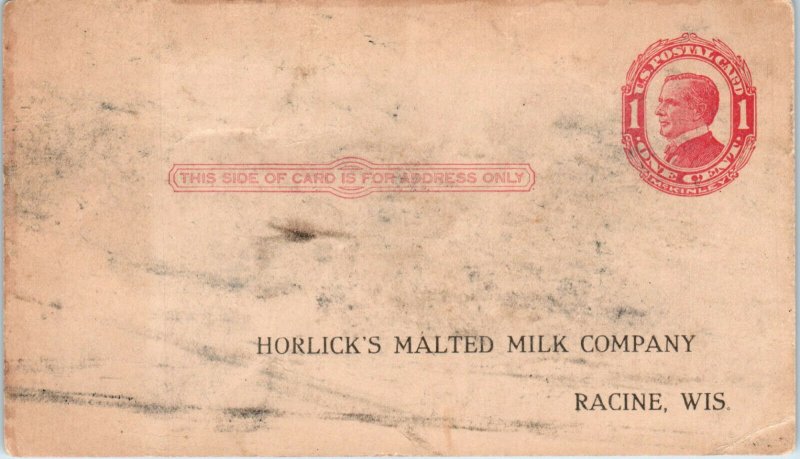 U.S. POSTAL CARD
1 1
ONE CENT.
McKINLEY
THIS SIDE OF CARD IS FOR ADDRESS ONLY
HORLICK'S MALTED MILK COMPANY
RACINE, WIS.